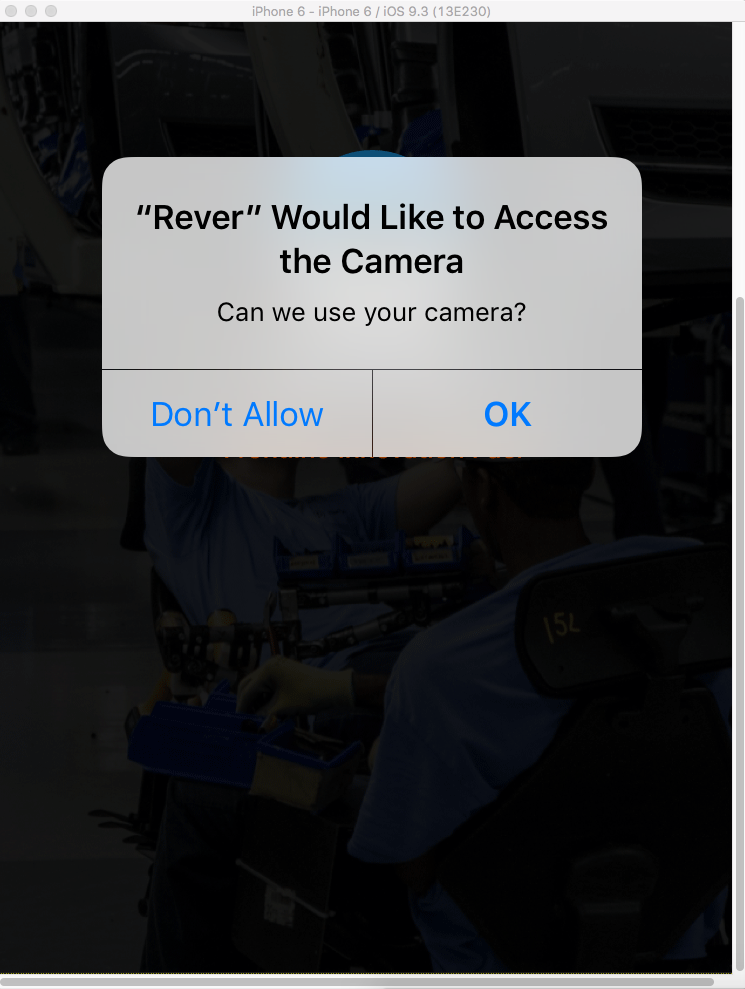 iPhone 6 - iPhone 6 / iOS 9.3 (13E230)
“Rever” Would Like to Access
the Camera
Can we use your camera?
Don’t Allow
OK